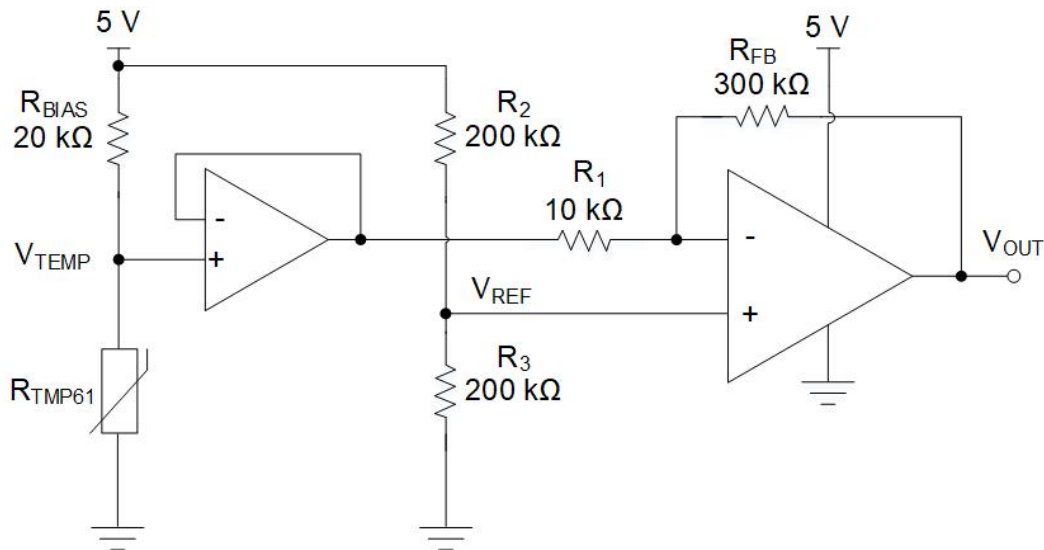 5 V
5 V
RBIAS
20 kΩ
R2
200 kΩ
RFB
300 kΩ
R1
10 kΩ
-
+
VTEMP
VREF
-
+
VOUT
RTMP61
R3
200 kΩ